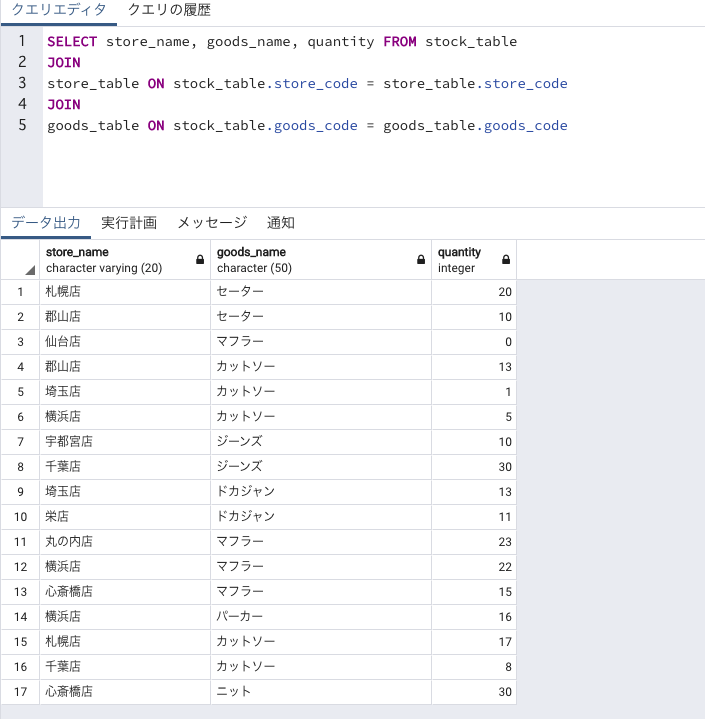 クエリエディタ クエリの履歴
1 SELECT store_name, goods_name, quantity FROM stock_table
2 JOIN
3 store_table ON stock_table.store_code = store_table.store_code
4 JOIN
5 goods_table ON stock_table.goods_code = goods_table.goods_code
データ出力 実行計画 メッセージ 通知
store_name goods_name quantity
character varying (20) character (50) integer
1 札幌店 セーター 20
2 郡山店 セーター 10
3 仙台店 マフラー 0
4 郡山店 カットソー 13
5 埼玉店 カットソー 1
6 横浜店 カットソー 5
7 宇都宮店 ジーンズ 10
8 千葉店 ジーンズ 30
9 埼玉店 ドカジャン 13
10 栄店 ドカジャン 11
11 丸の内店 マフラー 23
12 横浜店 マフラー 22
13 心斎橋店 マフラー 15
14 横浜店 パーカー 16
15 札幌店 カットソー 17
16 千葉店 カットソー 8
17 心斎橋店 ニット 30